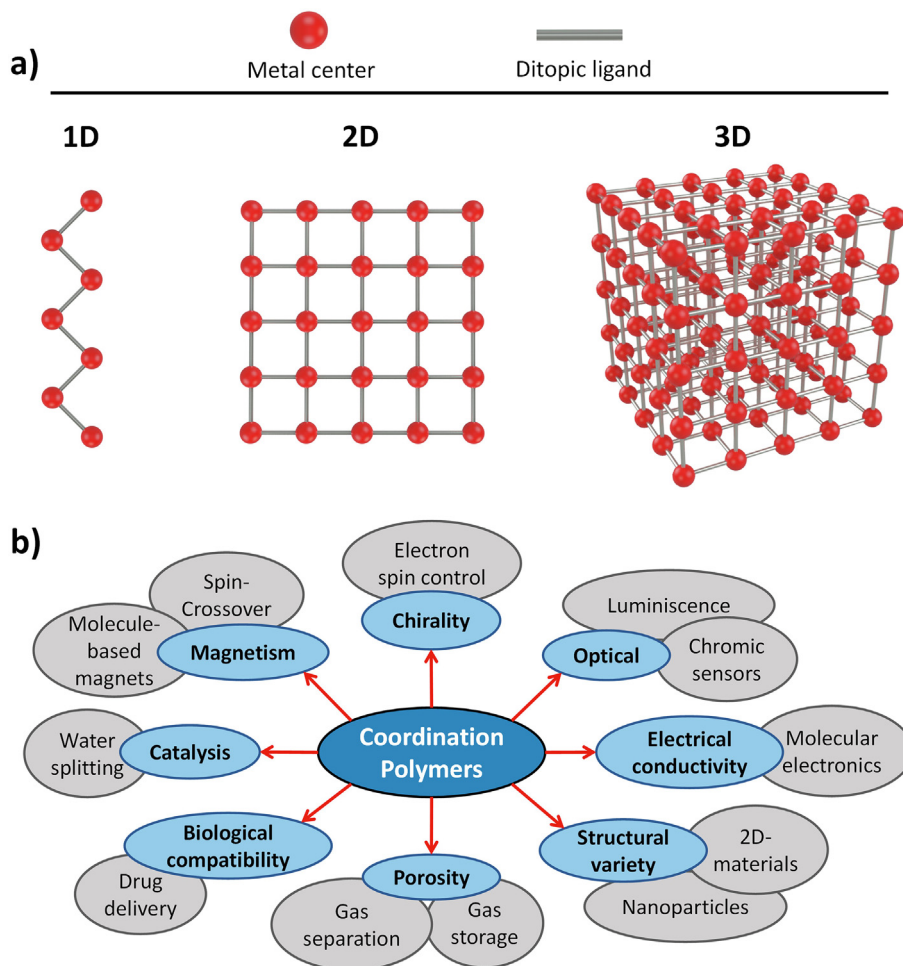 a)
Metal center
Ditopic ligand
1D
2D
3D
b)
Electron
spin control
Chirality
Spin-
Crossover
Molecule-
based
magnets
Magnetism
Luminiscence
Optical
Chromic
sensors
Water
splitting
Catalysis
Coordination
Polymers
Electrical
conductivity
Molecular
electronics
Biological
compatibility
Drug
delivery
Porosity
Gas
separation
Gas
storage
Structural
variety
2D-
materials
Nanoparticles